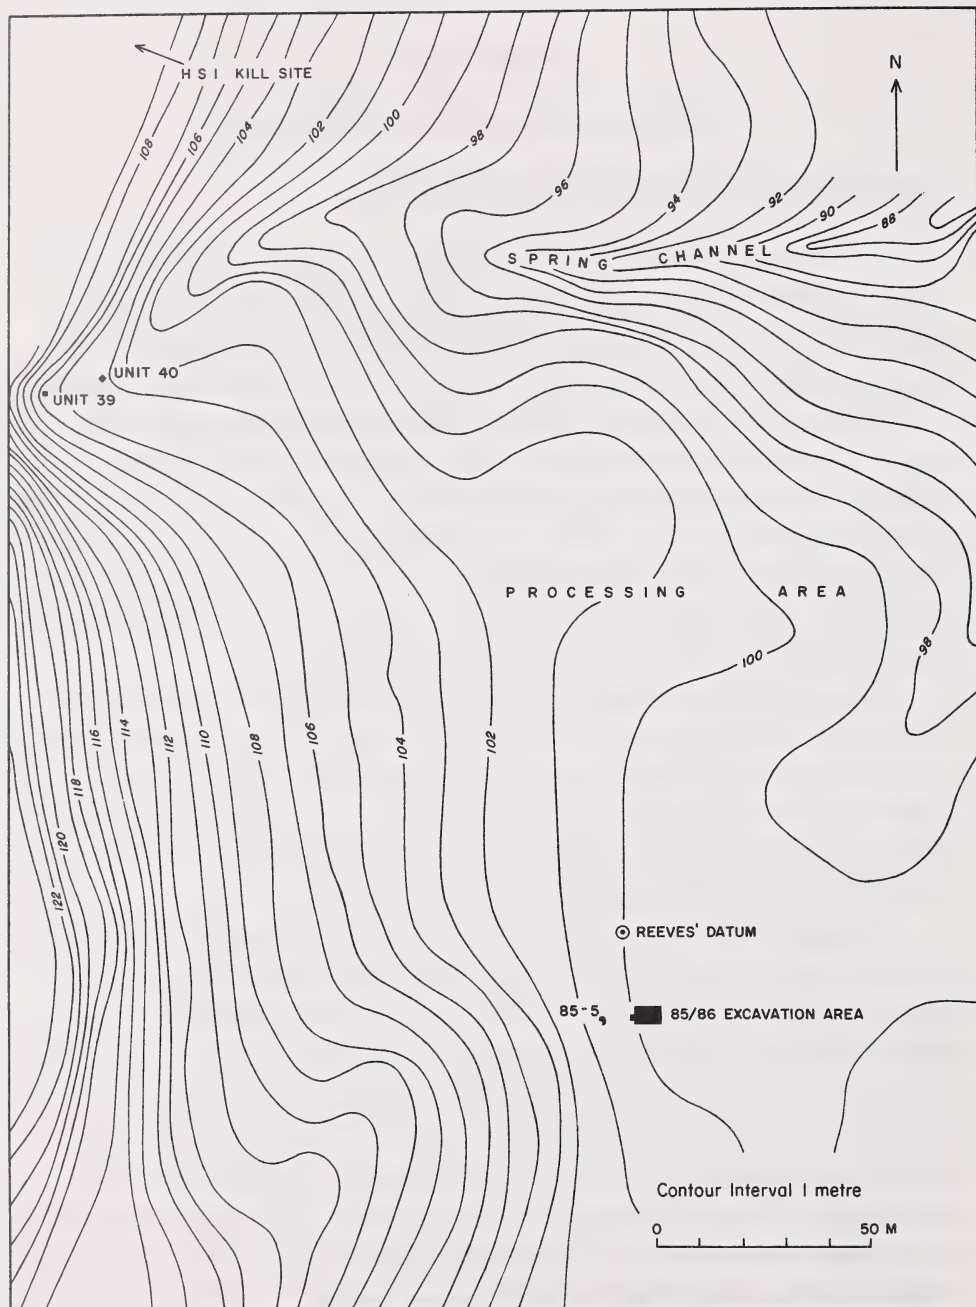 HSI KILL SITE
N
108
106
104
102
100
98
96
94
92
90
88
SPRING CHANNEL
UNIT 40
UNIT 39
PROCESSING AREA
98
100
116
114
112
110
108
106
104
102
118
120
122
REEVES' DATUM
85-5
85/86 EXCAVATION AREA
Contour Interval 1 metre
0 50 M